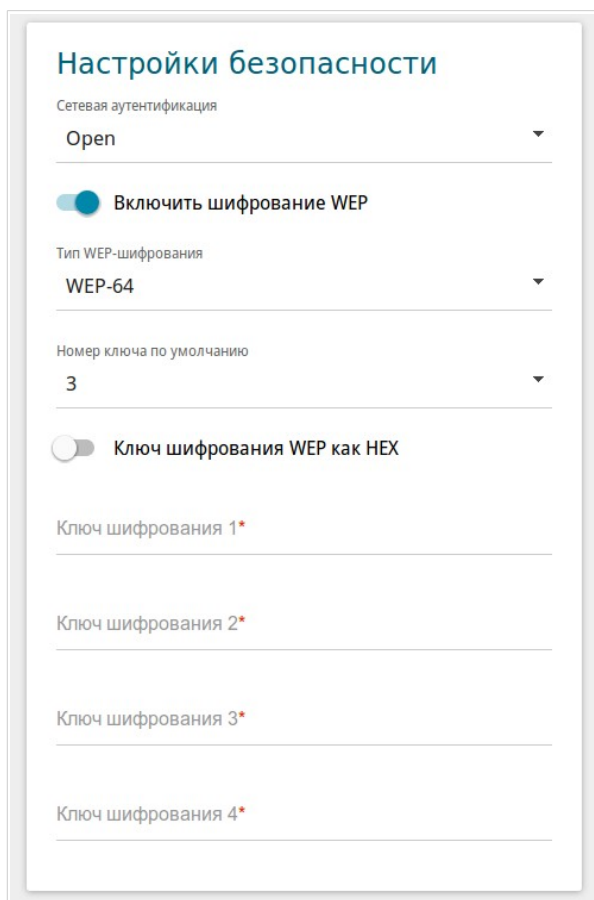 Настройки безопасности
Сетевая аутентификация
Open
Включить шифрование WEP
Тип WEP-шифрования
WEP-64
Номер ключа по умолчанию
3
Ключ шифрования WEP как HEX
Ключ шифрования 1*
Ключ шифрования 2*
Ключ шифрования 3*
Ключ шифрования 4*